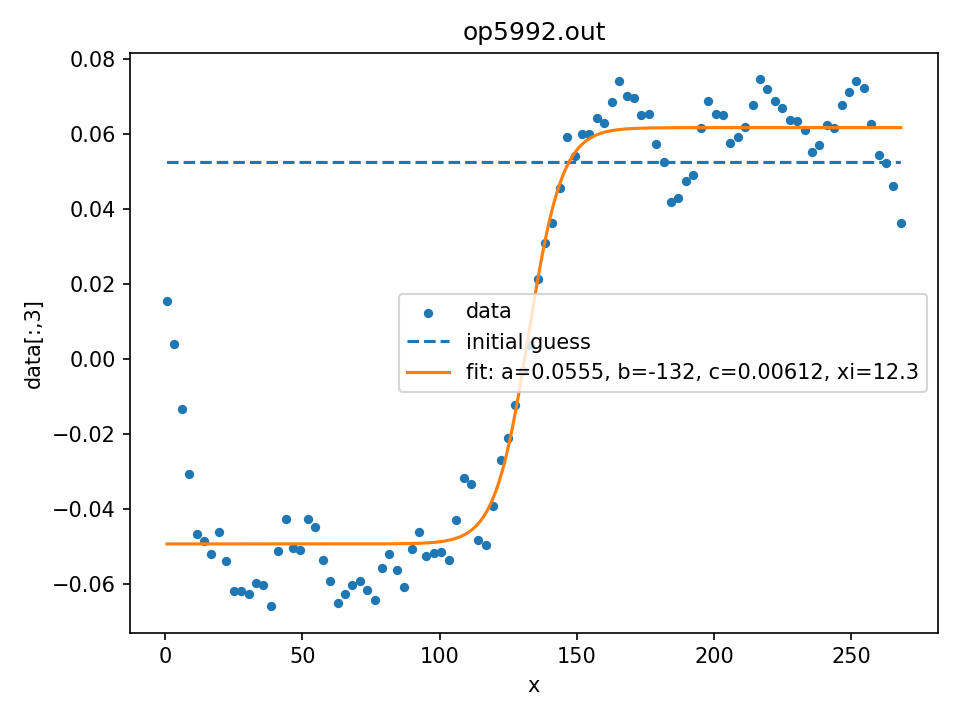 op5992.out
0.08
0.06
0.04
0.02
0.00
−0.02
−0.04
−0.06
data[:,3]
data
initial guess
fit: a=0.0555, b=-132, c=0.00612, xi=12.3
0 50 100 150 200 250
x